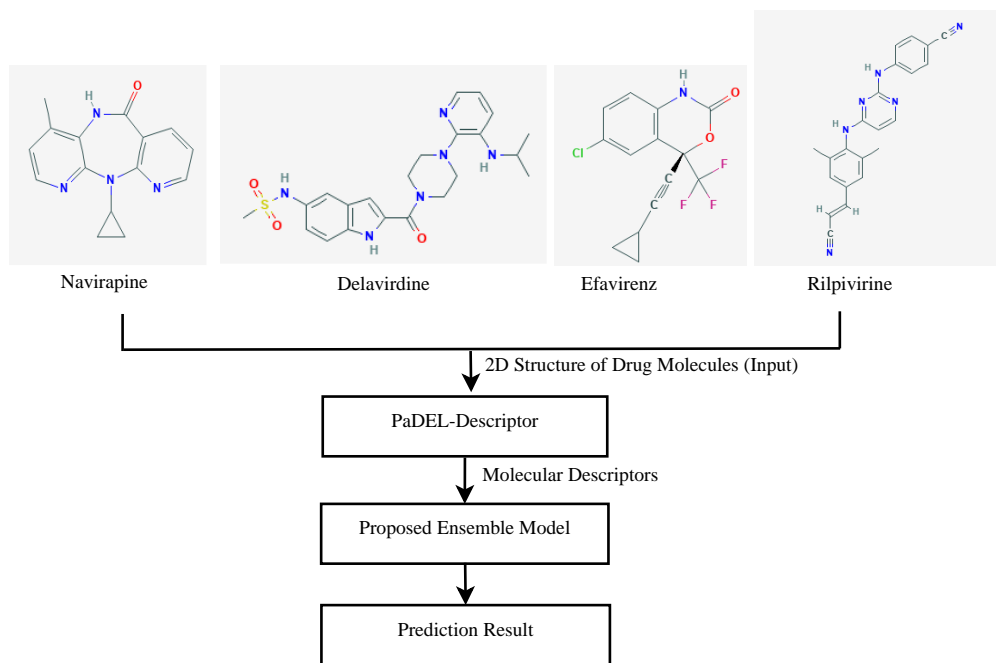 Navirapine
Delavirdine
Efavirenz
Rilpivirine
2D Structure of Drug Molecules (Input)
PaDEL-Descriptor
Molecular Descriptors
Proposed Ensemble Model
Prediction Result